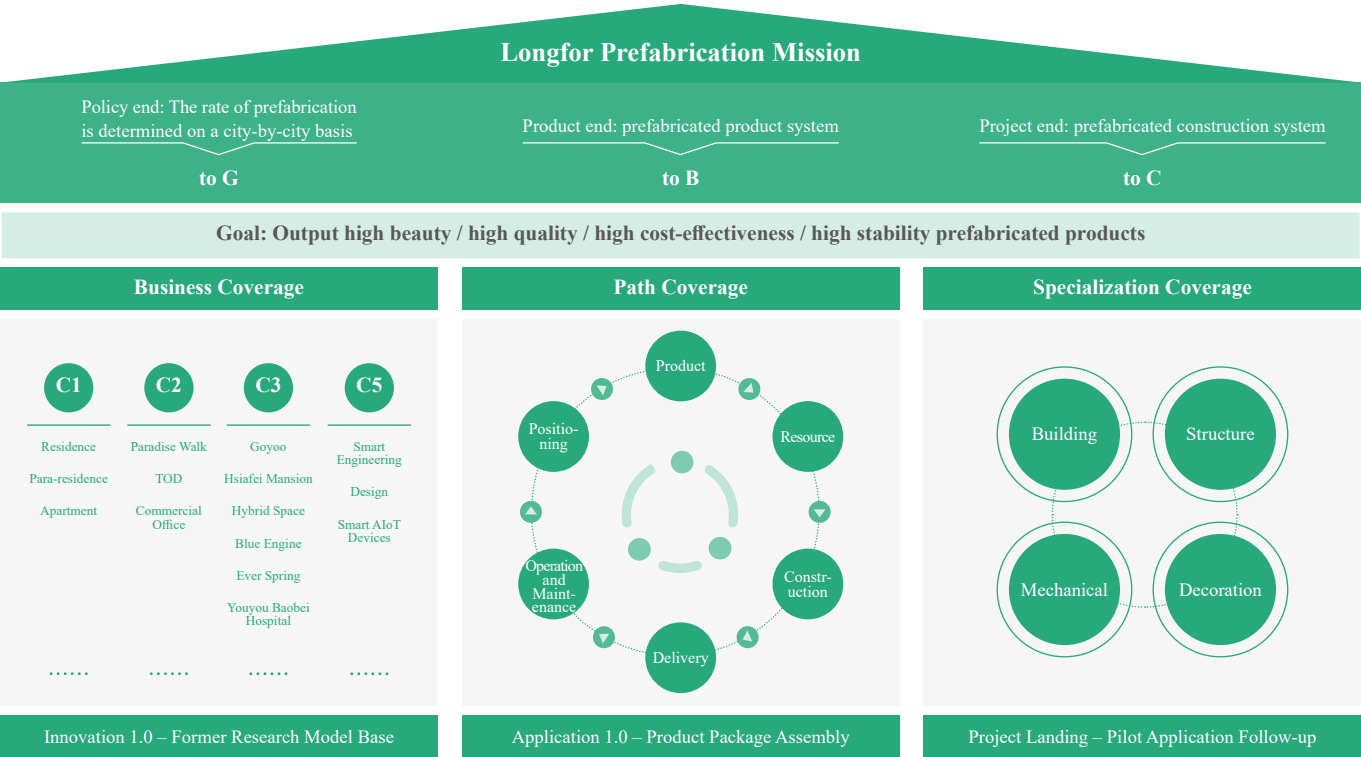 Longfor Prefabrication Mission
Policy end: The rate of prefabrication
is determined on a city-by-city basis
to G
Product end: prefabricated product system
to B
Project end: prefabricated construction system
to C
Goal: Output high beauty / high quality / high cost-effectiveness / high stability prefabricated products
Business Coverage
C1
Residence
Para-residence
Apartment
......
C2
Paradise Walk
TOD
Commercial
Office
......
C3
Goyoo
Hsiafei Mansion
Hybrid Space
Blue Engine
Ever Spring
Youyou Baobei
Hospital
......
C5
Smart
Engineering
Design
Smart AIoT
Devices
......
Innovation 1.0 – Former Research Model Base
Path Coverage
Product
Resource
Constr-
uction
Delivery
Operation
and
Maint-
enance
Positio-
ning
Application 1.0 – Product Package Assembly
Specialization Coverage
Building
Structure
Mechanical
Decoration
Project Landing – Pilot Application Follow-up